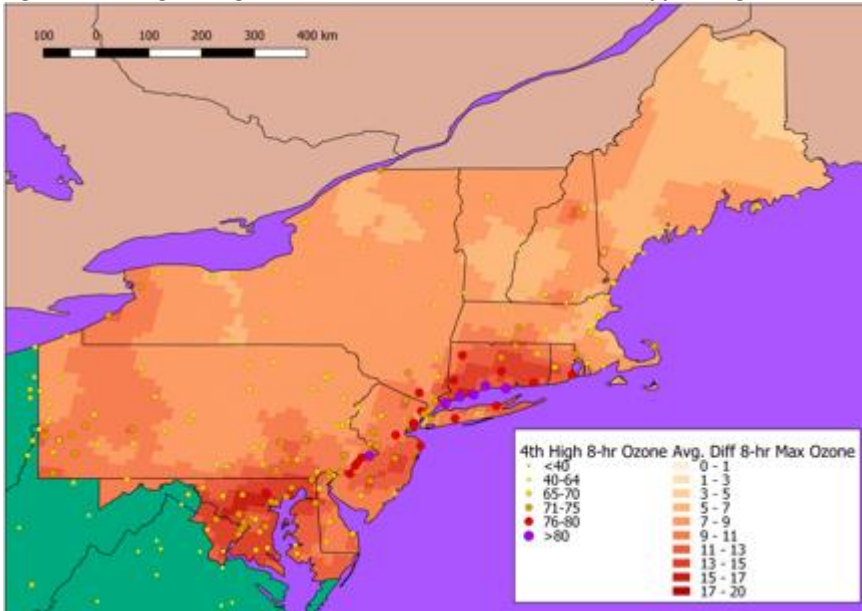 100 0 100 200 300 400 km
4th High 8-hr Ozone Avg. Diff 8-hr Max Ozone
<40 0 - 1
40-64 1 - 3
65-70 3 - 5
71-75 5 - 7
76-80 7 - 9
>80 9 - 11
11 - 13
13 - 15
15 - 17
17 - 20